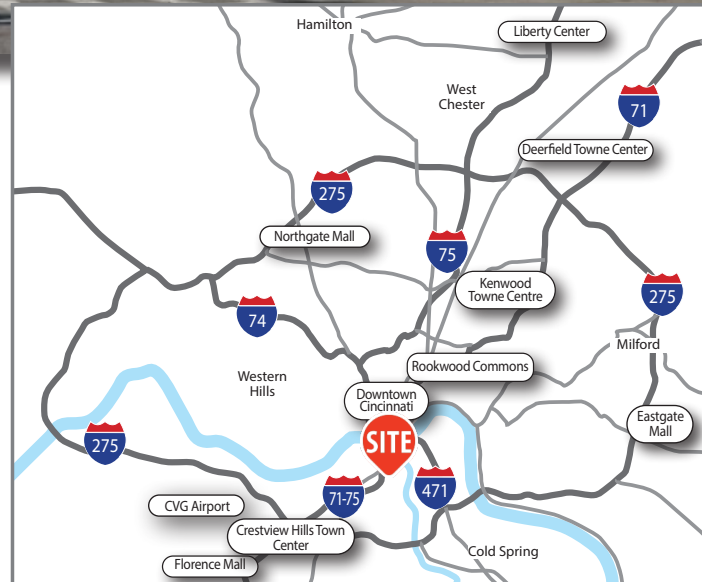 Hamilton
Liberty Center
West
Chester
71
Deerfield Towne Center
275
Northgate Mall
75
Kenwood
Towne Centre
275
74
Milford
Rookwood Commons
Western
Hills
Downtown
Cincinnati
Eastgate
Mall
SITE
275
71-75
471
CVG Airport
Crestview Hills Town
Center
Cold Spring
Florence Mall